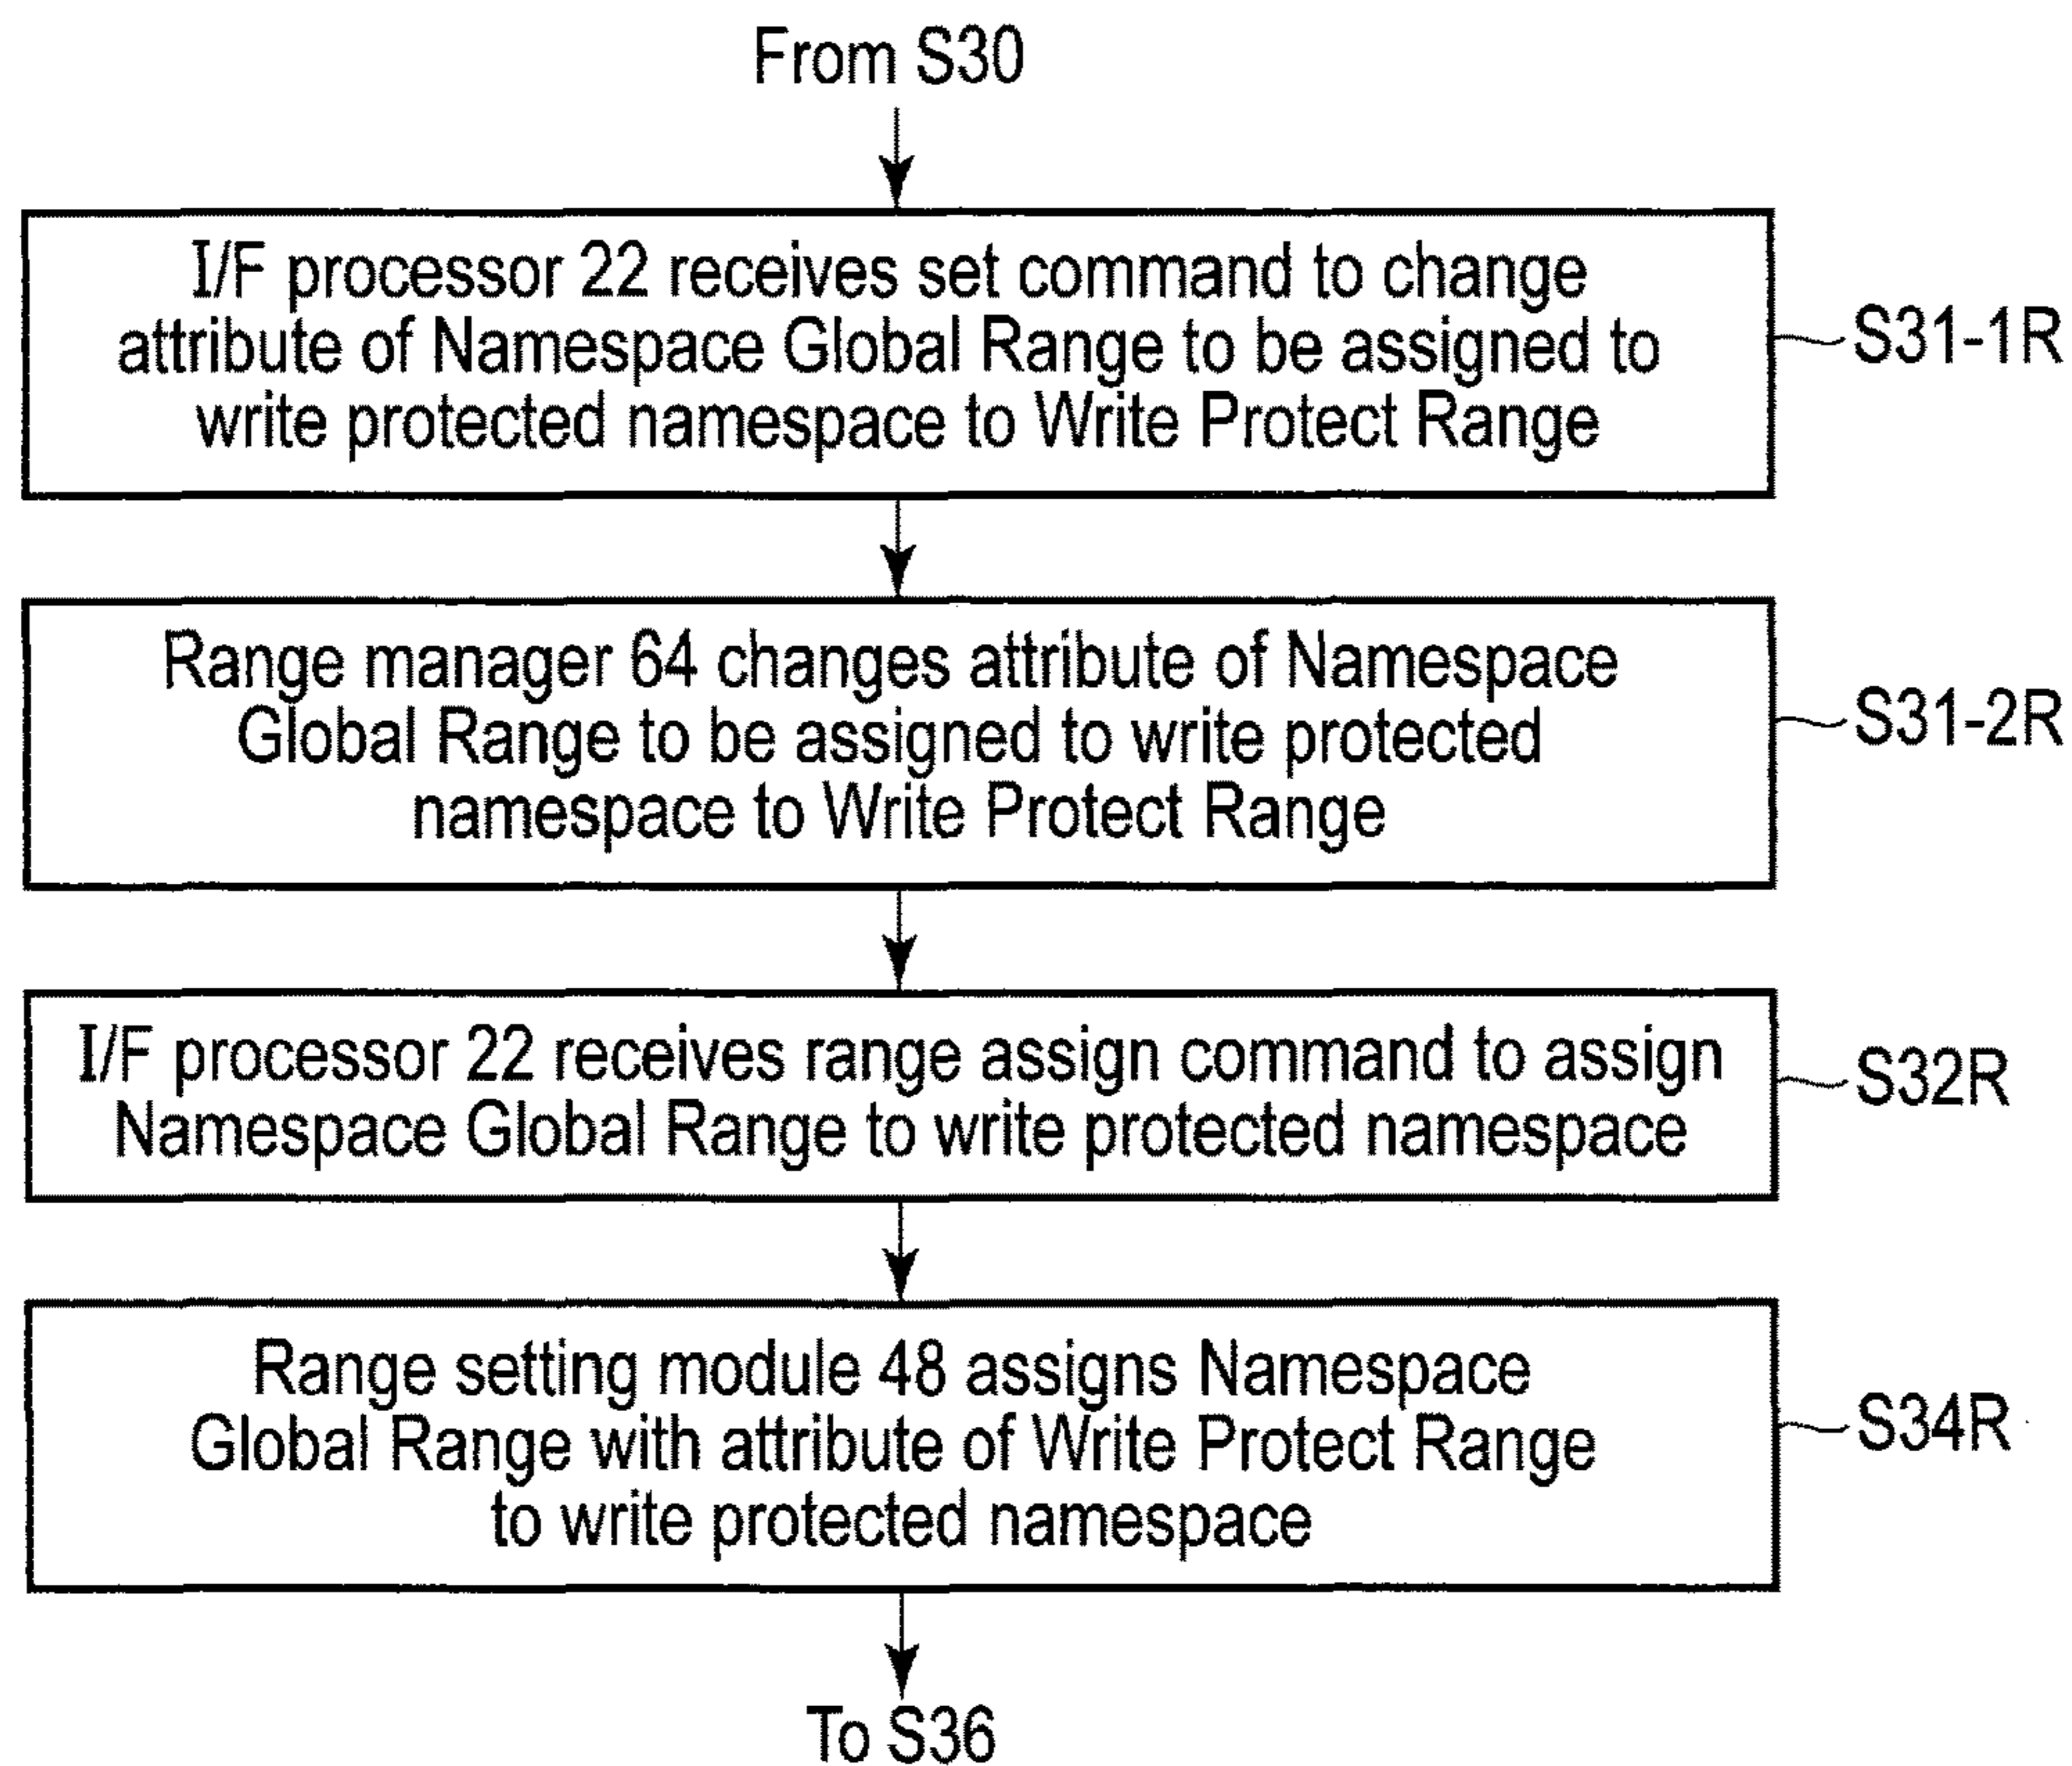 From S30
I/F processor 22 receives set command to change
attribute of Namespace Global Range to be assigned to
write protected namespace to Write Protect Range
S31-1R
Range manager 64 changes attribute of Namespace
Global Range to be assigned to write protected
namespace to Write Protect Range
S31-2R
I/F processor 22 receives range assign command to assign
Namespace Global Range to write protected namespace
S32R
Range setting module 48 assigns Namespace
Global Range with attribute of Write Protect Range
to write protected namespace
S34R
To S36